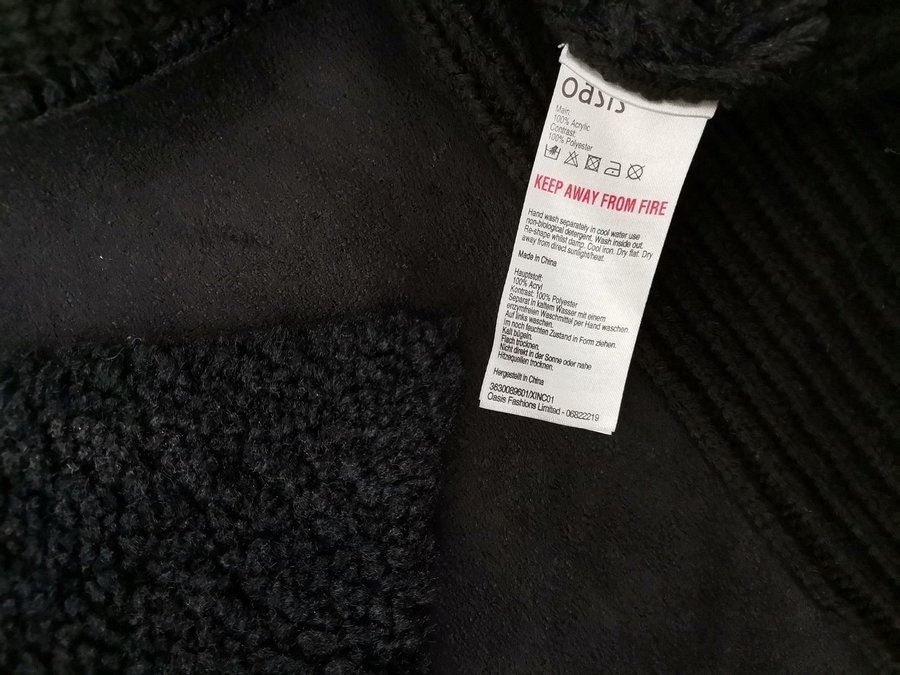 Oasis
Main:
100% Acrylic
Contrast:
100% Polyester
KEEP AWAY FROM FIRE
Hand wash separately in cool water use
non-biological detergent. Wash inside out.
Re-shape whilst damp. Cool iron. Dry flat. Dry
away from direct sunlight/heat.
Made in China
Hauptstoff:
100% Acryl
Kontrast: 100% Polyester
Separat in kaltem Wasser mit einem
enzymfreien Waschmittel per Hand waschen.
Auf links waschen.
Im noch feuchten Zustand in Form ziehen.
Kalt bügeln.
Flach trocknen.
Nicht direkt in der Sonne oder nahe
Hitzequellen trocknen.
Hergestellt in China
3630089601/XINC01
Oasis Fashions Limited - 06822219